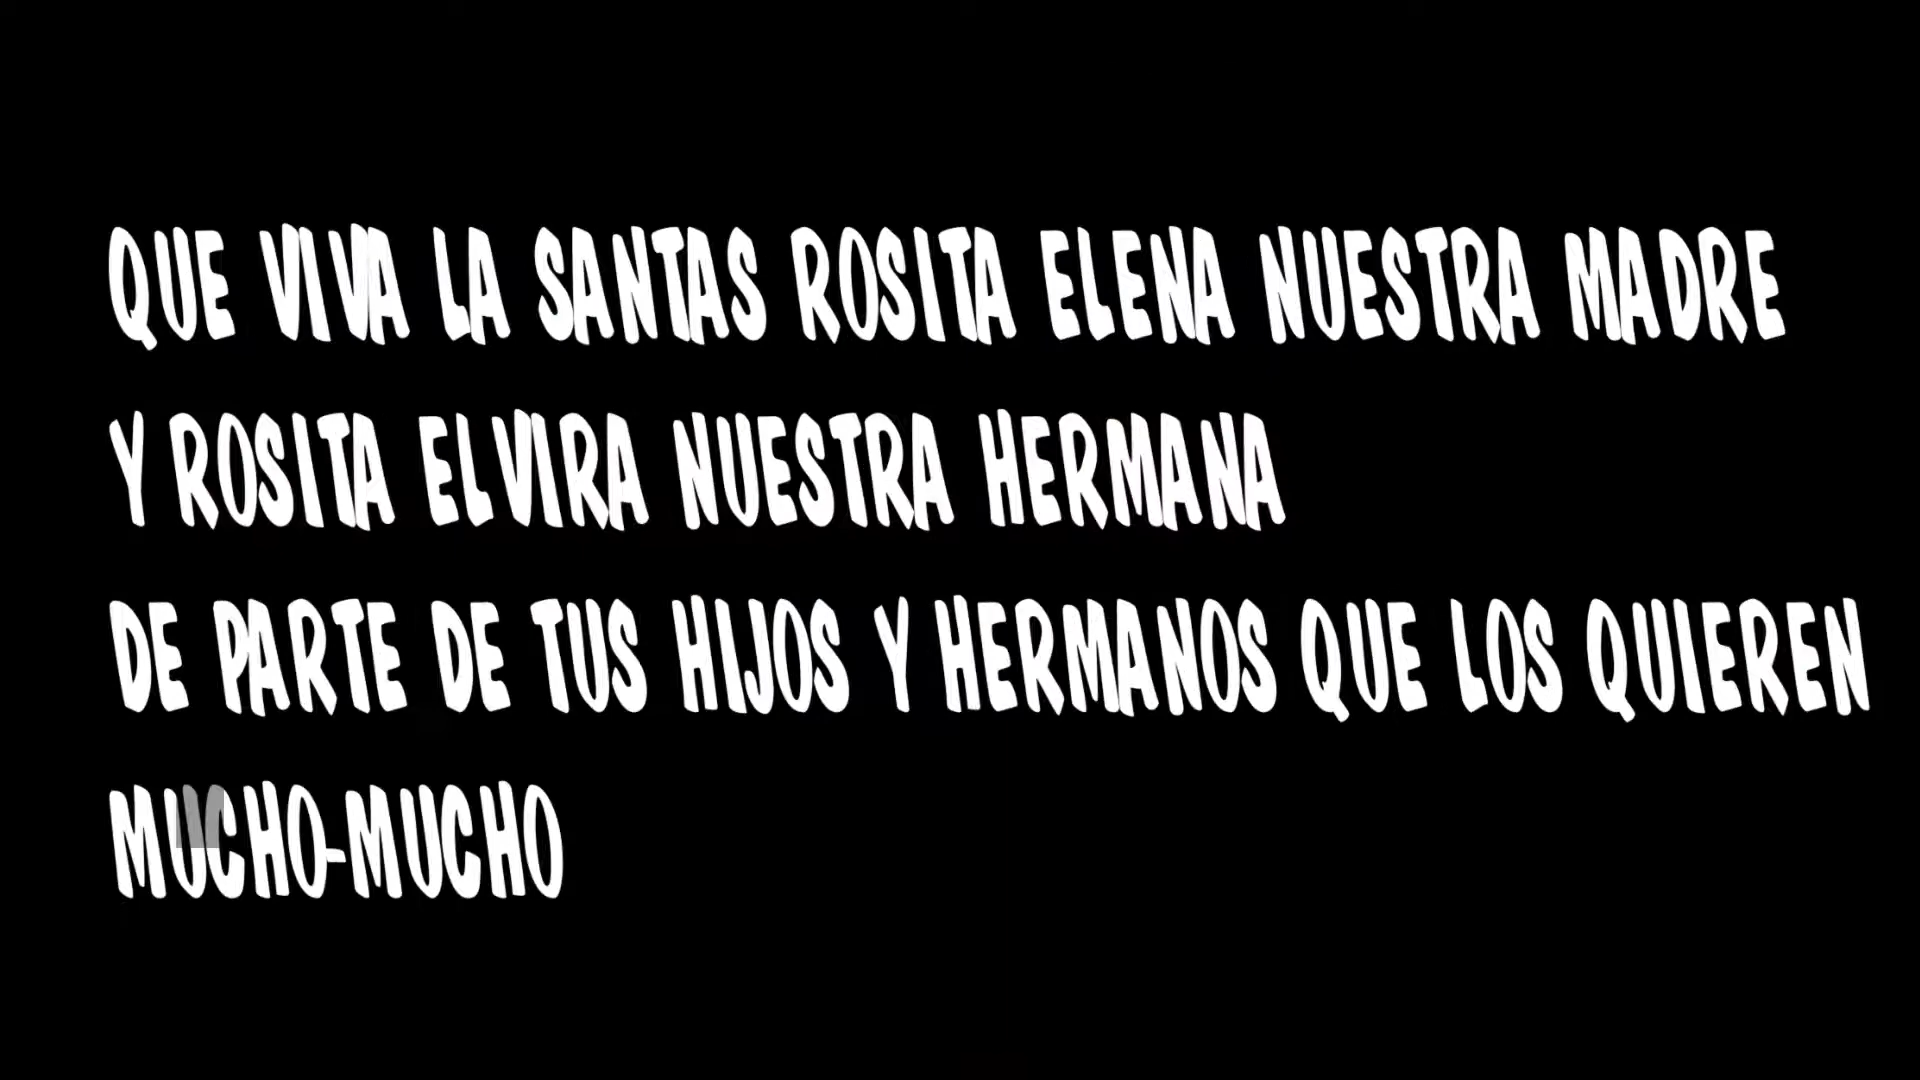 QUE VIVA LA SANTAS ROSITA ELENA NUESTRA MADRE
Y ROSITA ELVIRA NUESTRA HERMANA
DE PARTE DE TUS HIJOS Y HERMANOS QUE LOS QUIEREN
MUCHO-MUCHO